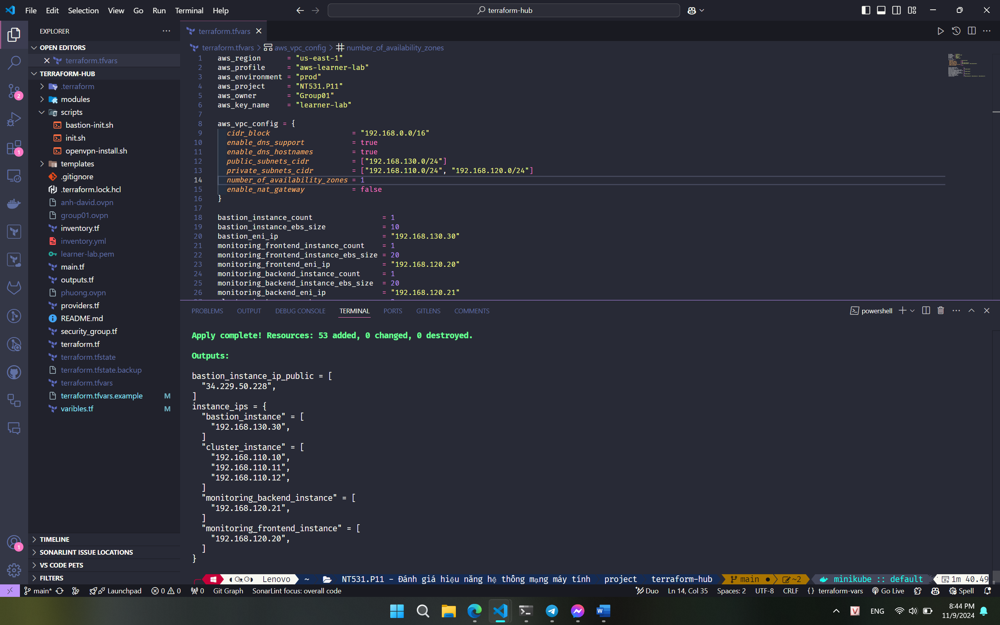 File Edit Selection View Go Run Terminal Help
terraform-hub
EXPLORER
OPEN EDITORS
terraform.tfvars
TERRAFORM-HUB
.terraform
modules
scripts
bastion-init.sh
init.sh
openvpn-install.sh
templates
.gitignore
.terraform.lock.hcl
anh-david.ovpn
group01.ovpn
inventory.tf
inventory.yml
learner-lab.pem
main.tf
outputs.tf
phuong.ovpn
providers.tf
README.md
security_group.tf
terraform.tf
terraform.tfstate
terraform.tfstate.backup
terraform.tfvars
terraform.tfvars.example M
varibles.tf M
TIMELINE
SONARLINT ISSUE LOCATIONS
VS CODE PETS
FILTERS
2
1
1
terraform.tfvars
terraform.tfvars > aws_vpc_config > number_of_availability_zones
1 aws_region = "us-east-1"
2 aws_profile = "aws-learner-lab"
3 aws_environment = "prod"
4 aws_project = "NT531.P11"
5 aws_owner = "Group01"
6 aws_key_name = "learner-lab"
7
8 aws_vpc_config = {
9 cidr_block = "192.168.0.0/16"
10 enable_dns_support = true
11 enable_dns_hostnames = true
12 public_subnets_cidr = ["192.168.130.0/24"]
13 private_subnets_cidr = ["192.168.110.0/24", "192.168.120.0/24"]
14 number_of_availability_zones = 1
15 enable_nat_gateway = false
16 }
17
18 bastion_instance_count = 1
19 bastion_instance_ebs_size = 10
20 bastion_eni_ip = "192.168.130.30"
21 monitoring_frontend_instance_count = 1
22 monitoring_frontend_instance_ebs_size = 20
23 monitoring_frontend_eni_ip = "192.168.120.20"
24 monitoring_backend_instance_count = 1
25 monitoring_backend_instance_ebs_size = 20
26 monitoring_backend_eni_ip = "192.168.120.21"
PROBLEMS OUTPUT DEBUG CONSOLE TERMINAL PORTS GITLENS COMMENTS
powershell
Apply complete! Resources: 53 added, 0 changed, 0 destroyed.
Outputs:
bastion_instance_ip_public = [
"34.229.50.228",
]
instance_ips = {
"bastion_instance" = [
"192.168.130.30",
]
"cluster_instance" = [
"192.168.110.10",
"192.168.110.11",
"192.168.110.12",
]
"monitoring_backend_instance" = [
"192.168.120.21",
]
"monitoring_frontend_instance" = [
"192.168.120.20",
]
}
Lenovo ~ NT531.P11 - Đánh giá hiệu năng hệ thống mạng máy tính project terraform-hub main ● ~2 minikube :: default 1m 40.49
main* Launchpad 0 0 0 Git Graph SonarLint focus: overall code Duo Ln 14, Col 35 Spaces: 2 UTF-8 CRLF {} terraform-vars Go Live Spell
ENG 8:44 PM
11/9/2024